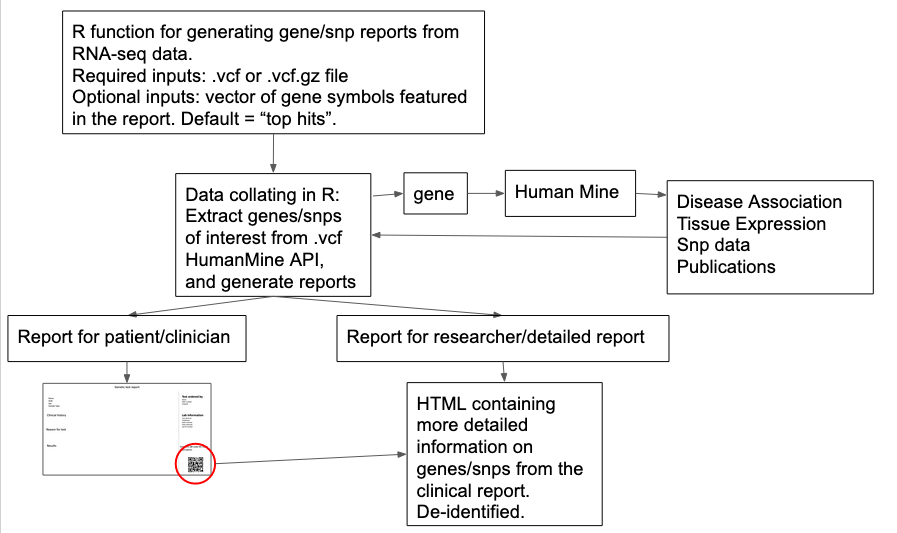 R function for generating gene/snp reports from
RNA-seq data.
Required inputs: .vcf or .vcf.gz file
Optional inputs: vector of gene symbols featured
in the report. Default = “top hits”.
Data collating in R:
Extract genes/snps
of interest from .vcf
HumanMine API,
and generate reports
gene
Human Mine
Disease Association
Tissue Expression
Snp data
Publications
Report for patient/clinician
Report for researcher/detailed report
Genetic test report
Test ordered by
Lab information
Clinical history
Reason for test
Results
HTML containing
more detailed
information on
genes/snps from the
clinical report.
De-identified.